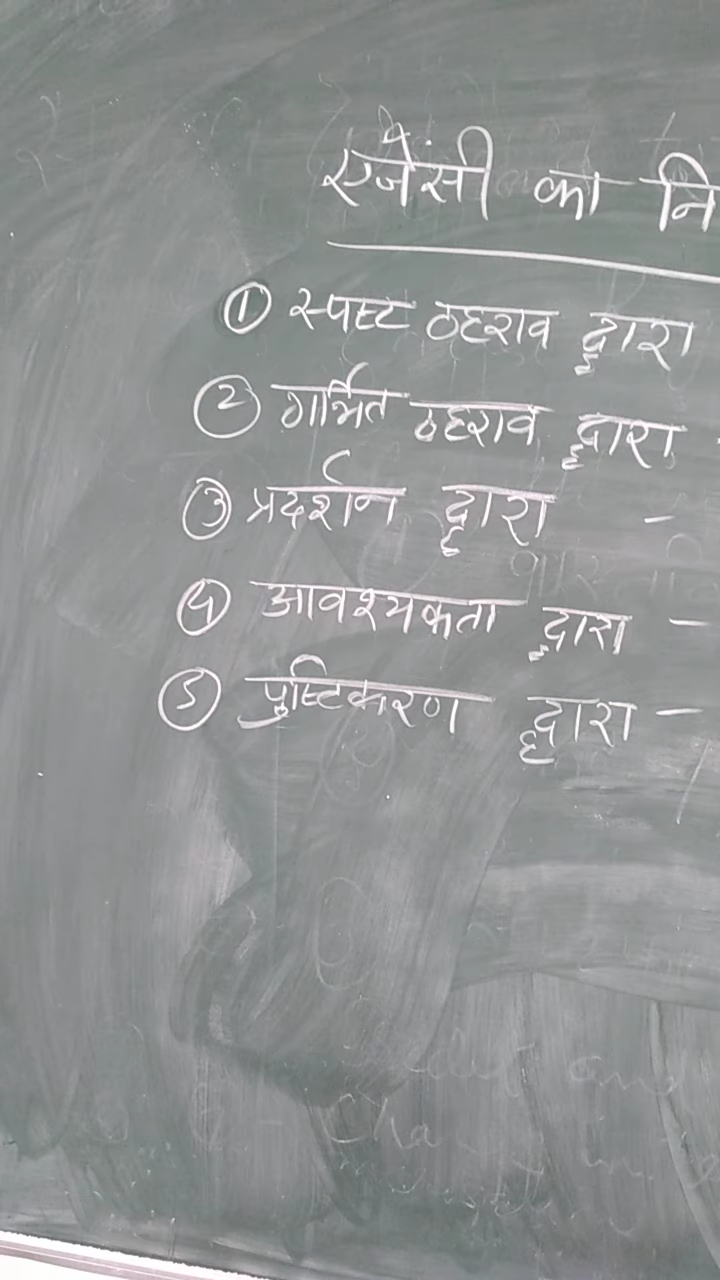 एजेंसी का नि
① स्पष्ट ठहराव द्वारा
② गर्भित ठहराव द्वारा -
③ प्रदर्शन द्वारा -
④ आवश्यकता द्वारा -
⑤ पुष्टिकरण द्वारा -